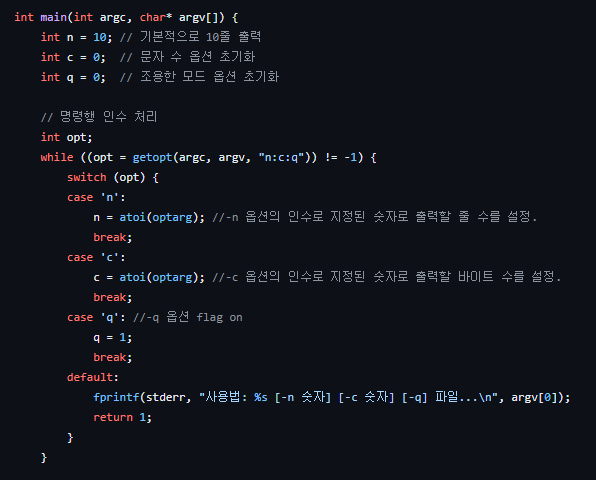 int main(int argc, char* argv[]) {
    int n = 10; // 기본적으로 10줄 출력
    int c = 0;  // 문자 수 옵션 초기화
    int q = 0;  // 조용한 모드 옵션 초기화

    // 명령행 인수 처리
    int opt;
    while ((opt = getopt(argc, argv, "n:c:q")) != -1) {
        switch (opt) {
        case 'n':
            n = atoi(optarg); //-n 옵션의 인수로 지정된 숫자로 출력할 줄 수를 설정.
            break;
        case 'c':
            c = atoi(optarg); //-c 옵션의 인수로 지정된 숫자로 출력할 바이트 수를 설정.
            break;
        case 'q': //-q 옵션 flag on
            q = 1;
            break;
        default:
            fprintf(stderr, "사용법: %s [-n 숫자] [-c 숫자] [-q] 파일...\n", argv[0]);
            return 1;
        }
    }